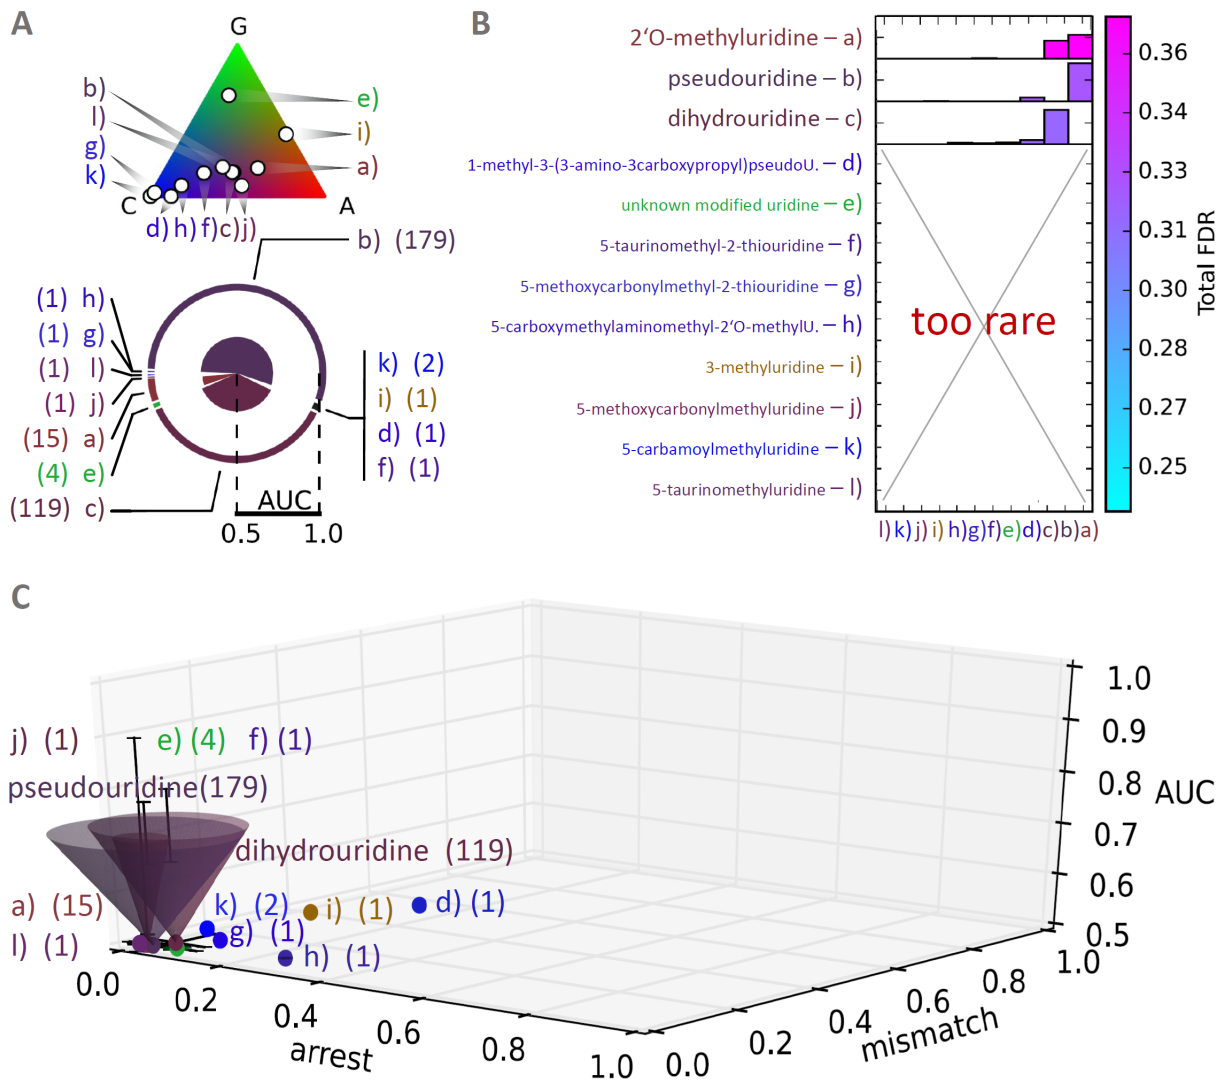 A
G
b)
l)
g)
k)
e)
i)
a)
C
A
d) h) f) c) j)
b) (179)
(1) h)
(1) g)
(1) l)
(1) j)
(15) a)
(4) e)
(119) c)
k) (2)
i) (1)
d) (1)
f) (1)
AUC
0.5 1.0
B
2‘O-methyluridine – a)
pseudouridine – b)
dihydrouridine – c)
1-methyl-3-(3-amino-3carboxypropyl)pseudoU. – d)
unknown modified uridine – e)
5-taurinomethyl-2-thiouridine – f)
5-methoxycarbonylmethyl-2-thiouridine – g)
5-carboxymethylaminomethyl-2‘O-methylU. – h)
3-methyluridine – i)
5-methoxycarbonylmethyluridine – j)
5-carbamoylmethyluridine – k)
5-taurinomethyluridine – l)
too rare
l) k) j) i) h) g) f) e) d) c) b) a)
0.36
0.34
0.33
0.31
0.30
0.28
0.27
0.25
Total FDR
C
j) (1) e) (4) f) (1)
pseudouridine(179)
dihydrouridine (119)
a) (15)
k) (2)
i) (1)
d) (1)
g) (1)
l) (1)
h) (1)
0.0
0.2
0.4
0.6
0.8
1.0
arrest
0.0
0.2
0.4
0.6
0.8
1.0
mismatch
1.0
0.9
0.8
0.7
0.6
0.5
AUC